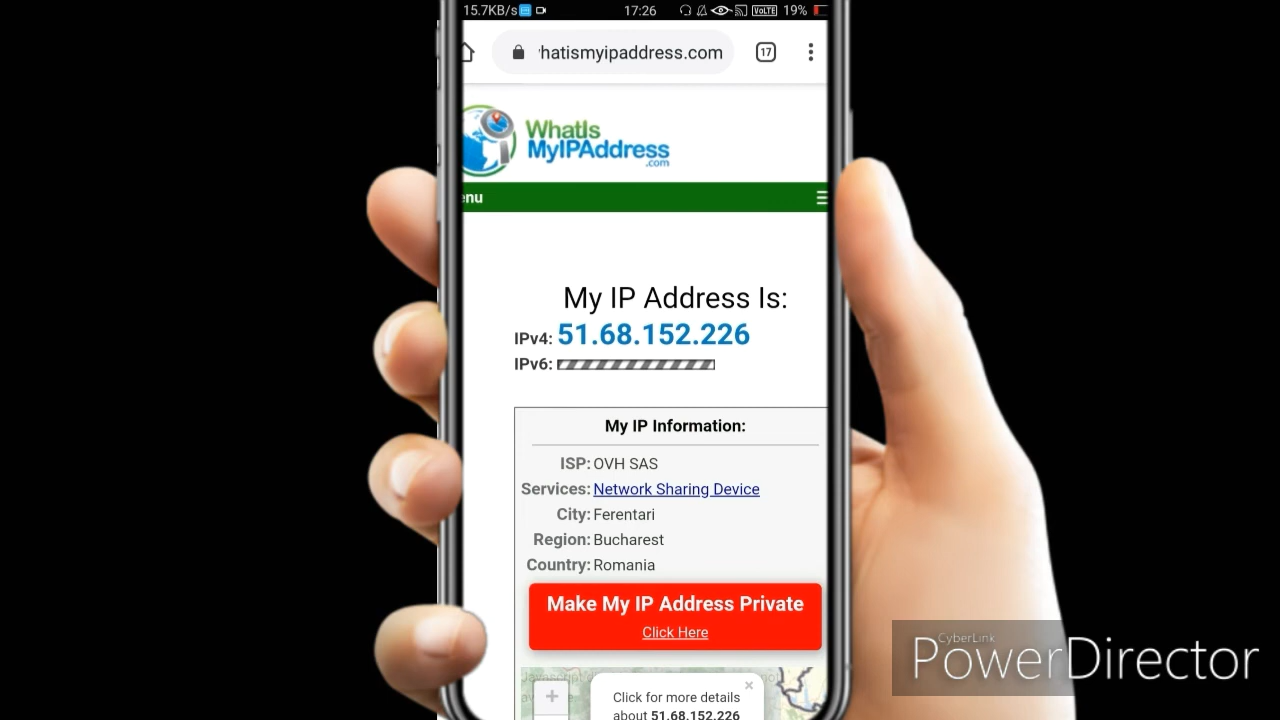 15.7KB/s 17:26 VoLTE 19%
hatismyipaddress.com 17
WhatIs
MyIPAddress
.com
enu
My IP Address Is:
IPv4: 51.68.152.226
IPv6:
My IP Information:
ISP: OVH SAS
Services: Network Sharing Device
City: Ferentari
Region: Bucharest
Country: Romania
Make My IP Address Private
Click Here
Click for more details
about 51.68.152.226
CyberLink
PowerDirector